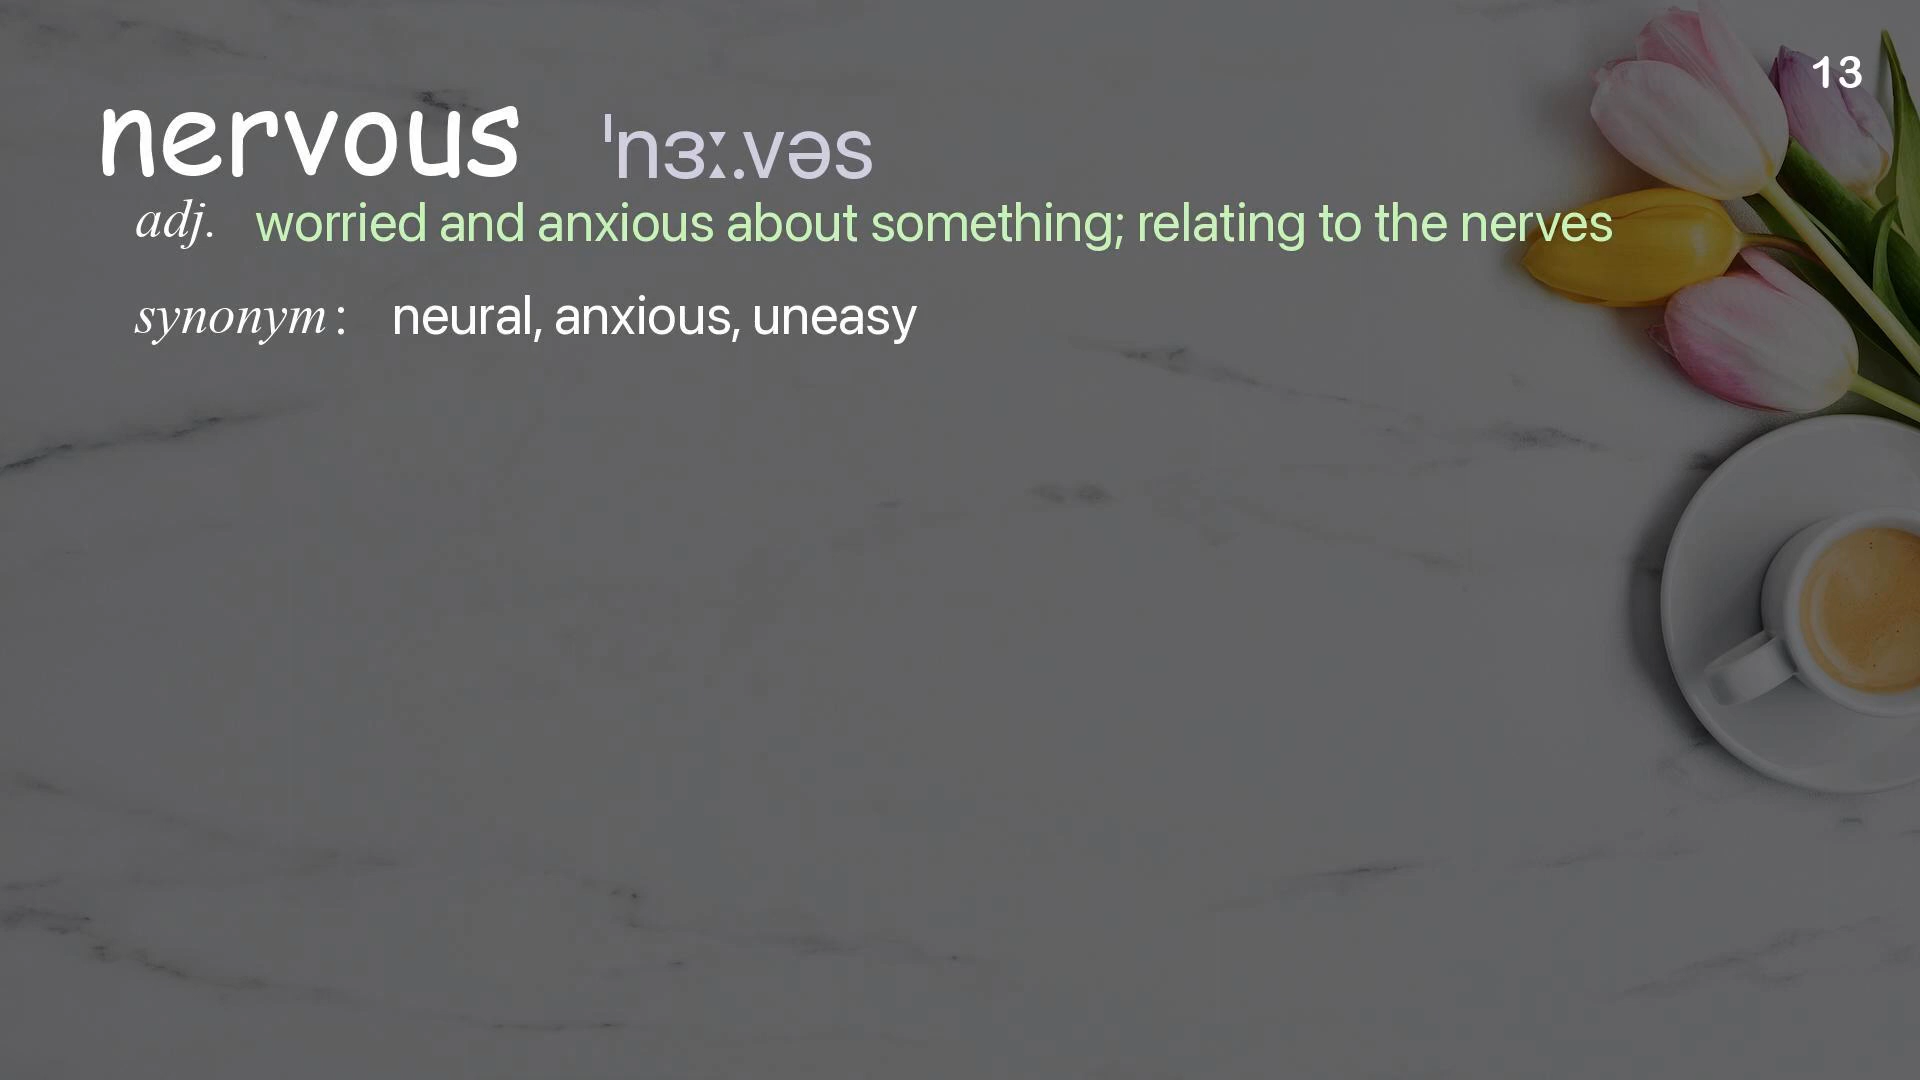 13
nervous ˈnɜː.vəs
adj. worried and anxious about something; relating to the nerves
synonym: neural, anxious, uneasy